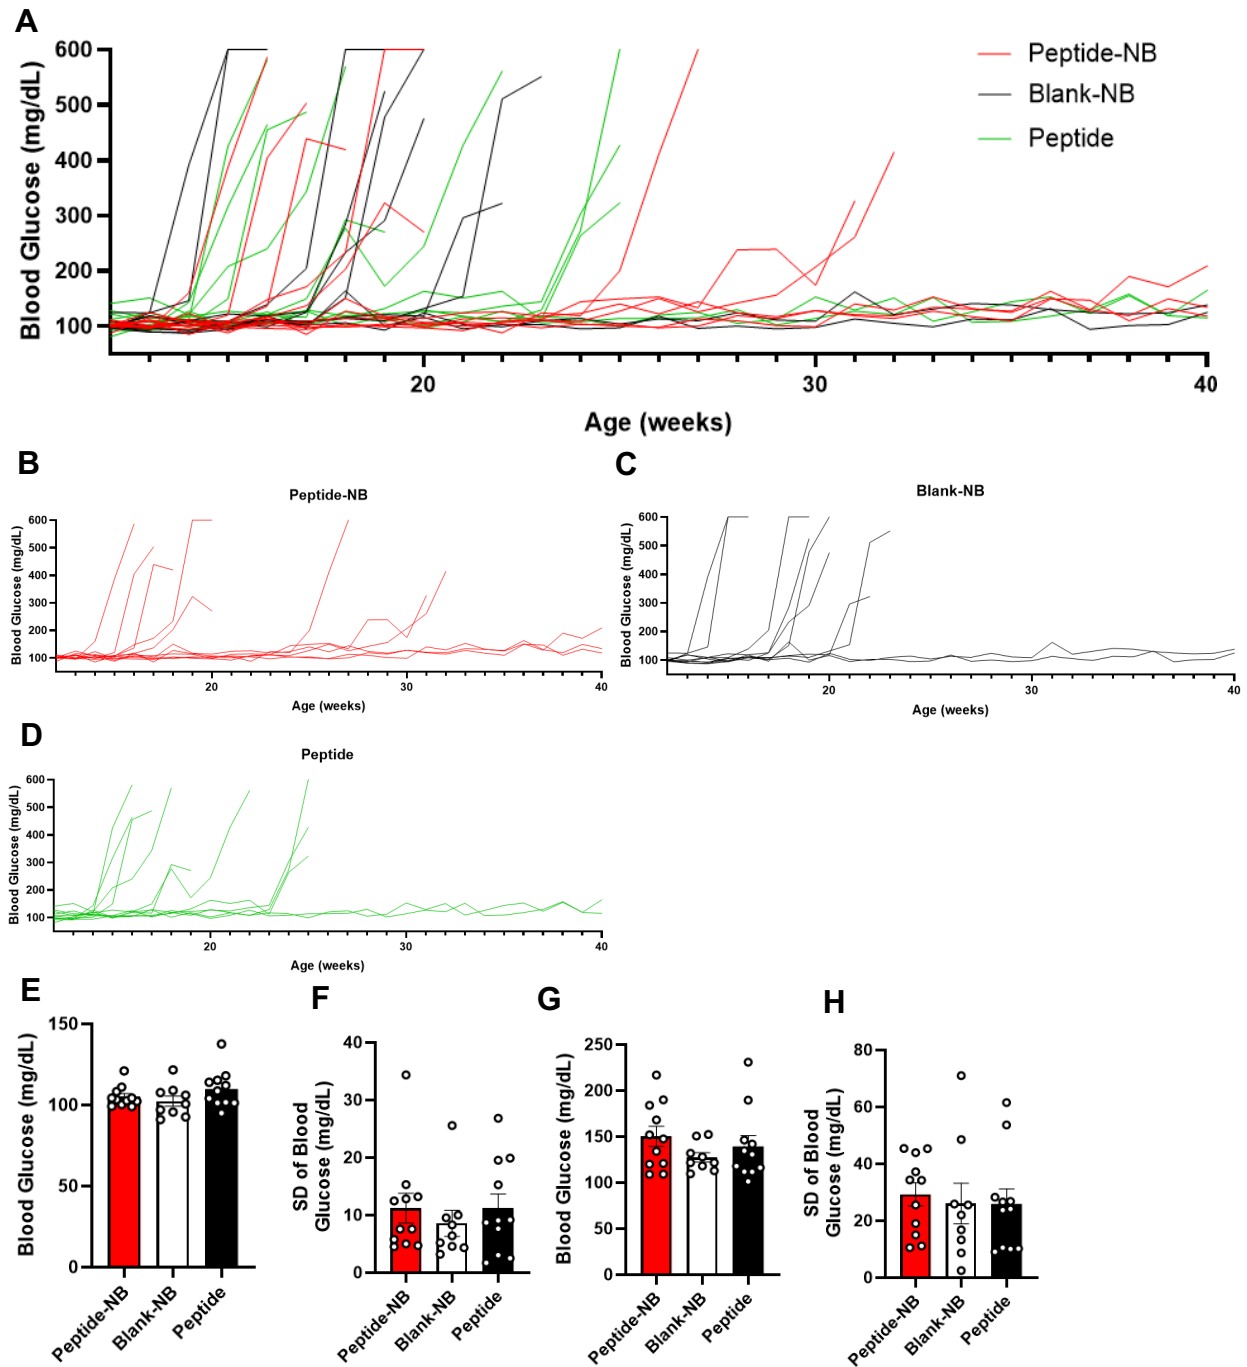 A
Blood Glucose (mg/dL)
600
500
400
300
200
100
20
30
40
Age (weeks)
Peptide-NB
Blank-NB
Peptide
B
Peptide-NB
Blood Glucose (mg/dL)
600
500
400
300
200
100
20
30
40
Age (weeks)
C
Blank-NB
Blood Glucose (mg/dL)
600
500
400
300
200
100
20
30
40
Age (weeks)
D
Peptide
Blood Glucose (mg/dL)
600
500
400
300
200
100
20
30
40
Age (weeks)
E
Blood Glucose (mg/dL)
150
100
50
0
Peptide-NB
Blank-NB
Peptide
F
SD of Blood
Glucose (mg/dL)
40
30
20
10
0
Peptide-NB
Blank-NB
Peptide
G
Blood Glucose (mg/dL)
250
200
150
100
50
0
Peptide-NB
Blank-NB
Peptide
H
SD of Blood
Glucose (mg/dL)
80
60
40
20
0
Peptide-NB
Blank-NB
Peptide